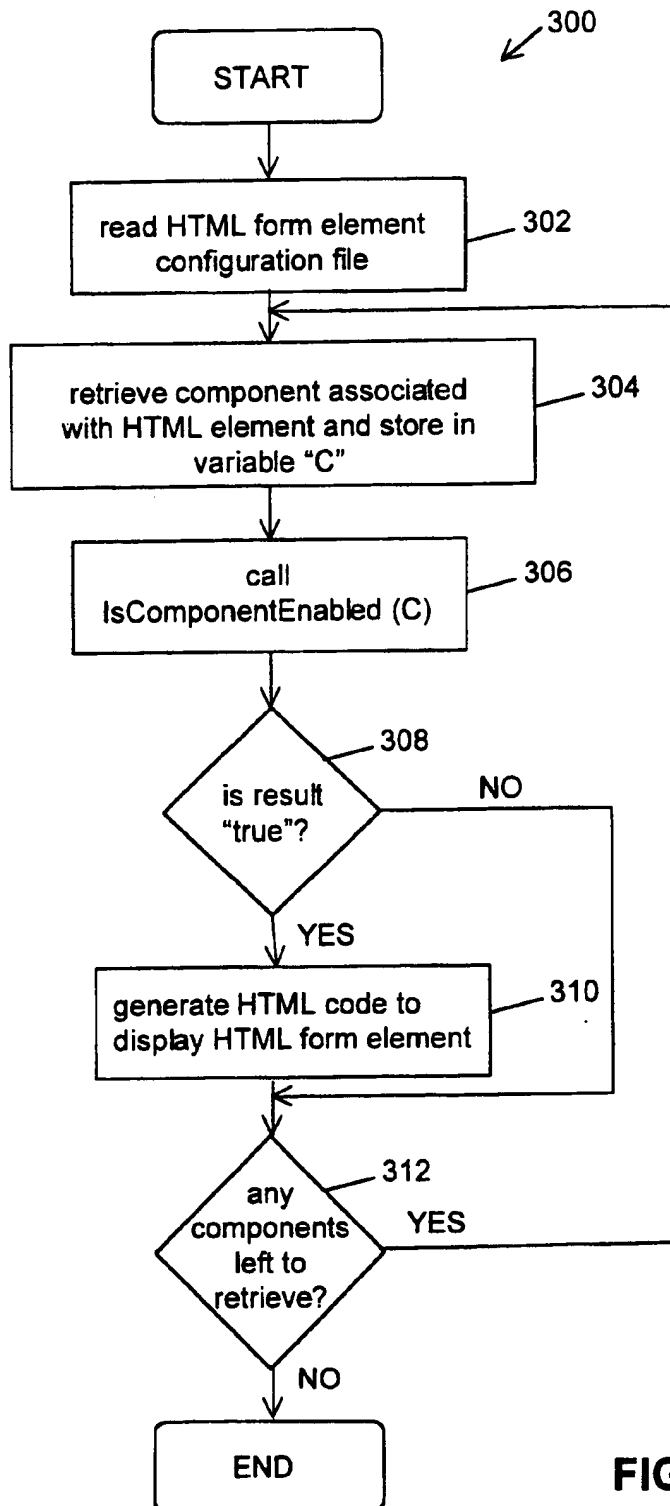 300
START
read HTML form element
configuration file
302
retrieve component associated
with HTML element and store in
variable “C”
304
call
IsComponentEnabled (C)
306
308
is result
“true”?
NO
YES
generate HTML code to
display HTML form element
310
312
any
components
left to
retrieve?
YES
NO
END
FIG